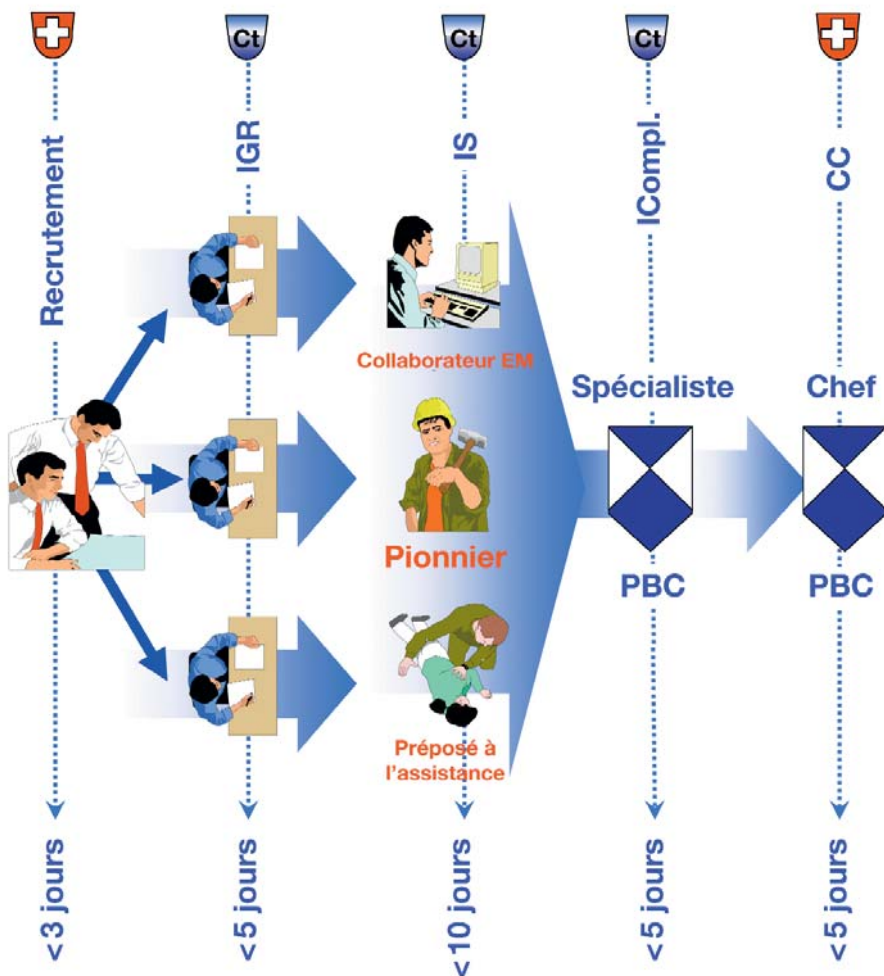 Ct
Ct
Ct
Recrutement
IGR
IS
ICompl.
CC
Collaborateur EM
Spécialiste
Chef
Pionnier
PBC
PBC
Préposé à
l’assistance
<3 jours
<5 jours
<10 jours
<5 jours
<5 jours